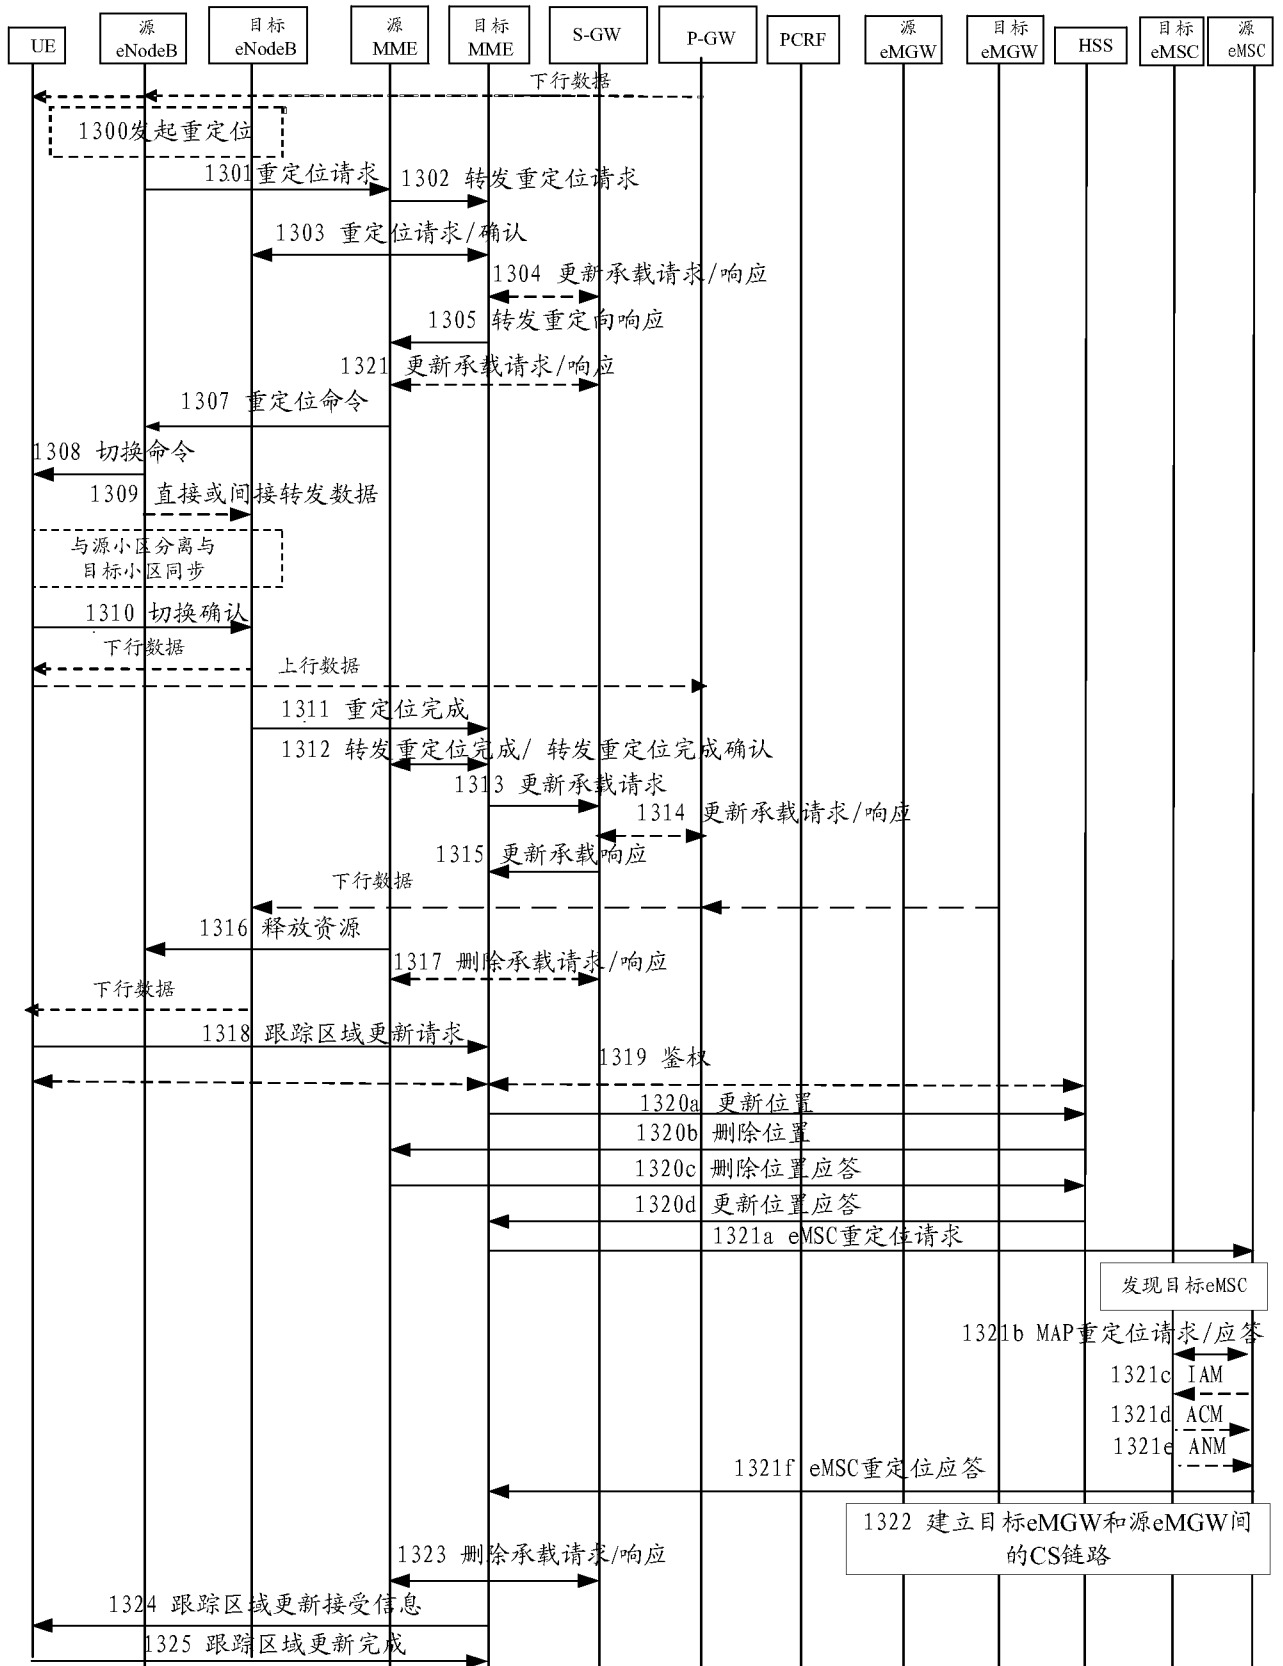 UE
源
eNodeB
目标
eNodeB
源
MME
目标
MME
S-GW
P-GW
PCRF
源
eMGW
目标
eMGW
HSS
目标
eMSC
源
eMSC
下行数据
1300发起重定位
1301重定位请求
1302 转发重定位请求
1303 重定位请求/确认
1304 更新承载请求/响应
1305 转发重定向响应
1321 更新承载请求/响应
1307 重定位命令
1308 切换命令
1309 直接或间接转发数据
与源小区分离与
目标小区同步
1310 切换确认
下行数据
上行数据
1311 重定位完成
1312 转发重定位完成/ 转发重定位完成确认
1313 更新承载请求
1314 更新承载请求/响应
1315 更新承载响应
下行数据
1316 释放资源
1317 删除承载请求/响应
下行数据
1318 跟踪区域更新请求
1319 鉴权
1320a 更新位置
1320b 删除位置
1320c 删除位置应答
1320d 更新位置应答
1321a eMSC重定位请求
发现目标eMSC
1321b MAP重定位请求/应答
1321c IAM
1321d ACM
1321e ANM
1321f eMSC重定位应答
1322 建立目标eMGW和源eMGW间
的CS链路
1323 删除承载请求/响应
1324 跟踪区域更新接受信息
1325 跟踪区域更新完成